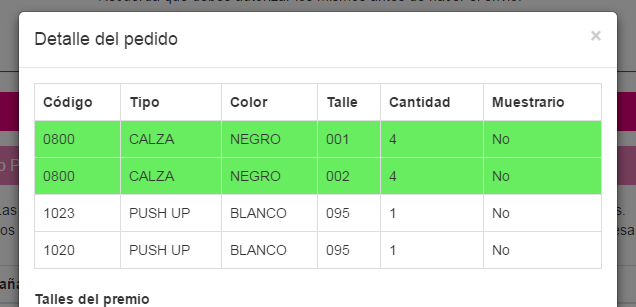 Detalle del pedido ×
Código Tipo Color Talle Cantidad Muestrario
0800 CALZA NEGRO 001 4 No
0800 CALZA NEGRO 002 4 No
1023 PUSH UP BLANCO 095 1 No
1020 PUSH UP BLANCO 095 1 No
Talles del premio